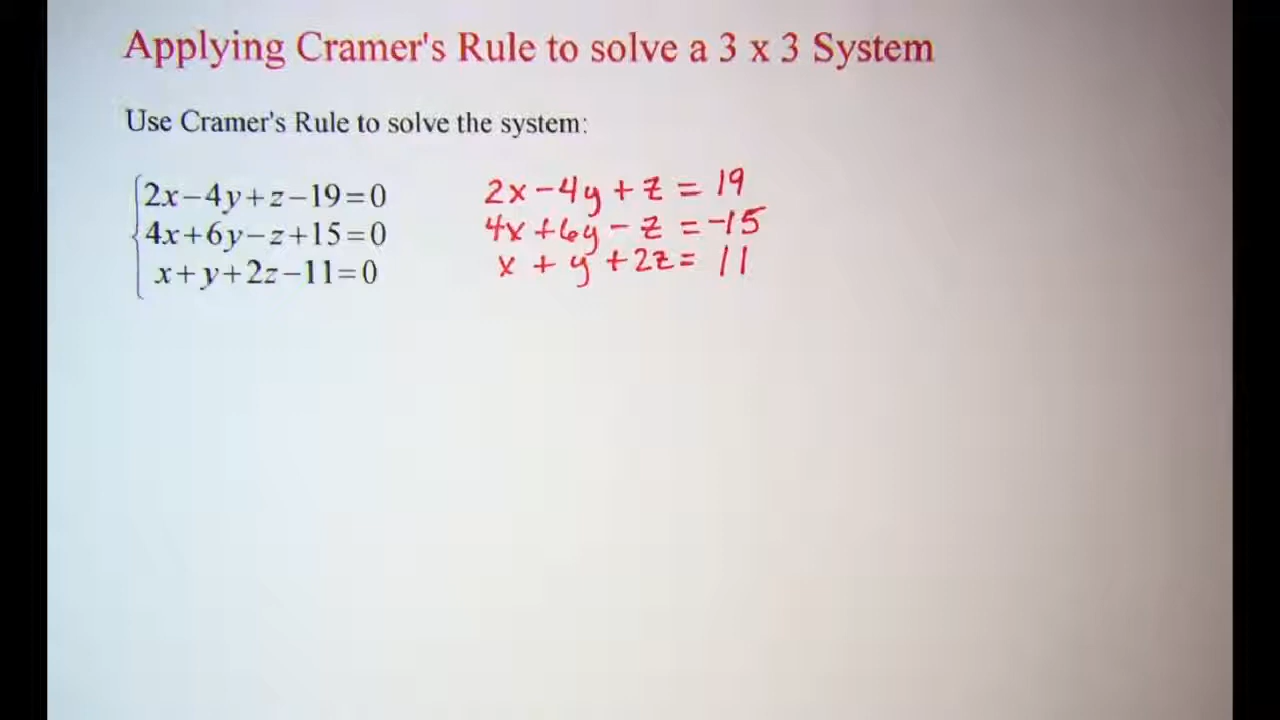 Applying Cramer's Rule to solve a 3 x 3 System
Use Cramer's Rule to solve the system:
2x−4y+z−19=0
4x+6y−z+15=0
x+y+2z−11=0
2x−4y+z=19
4x+6y−z=−15
x+y+2z=11